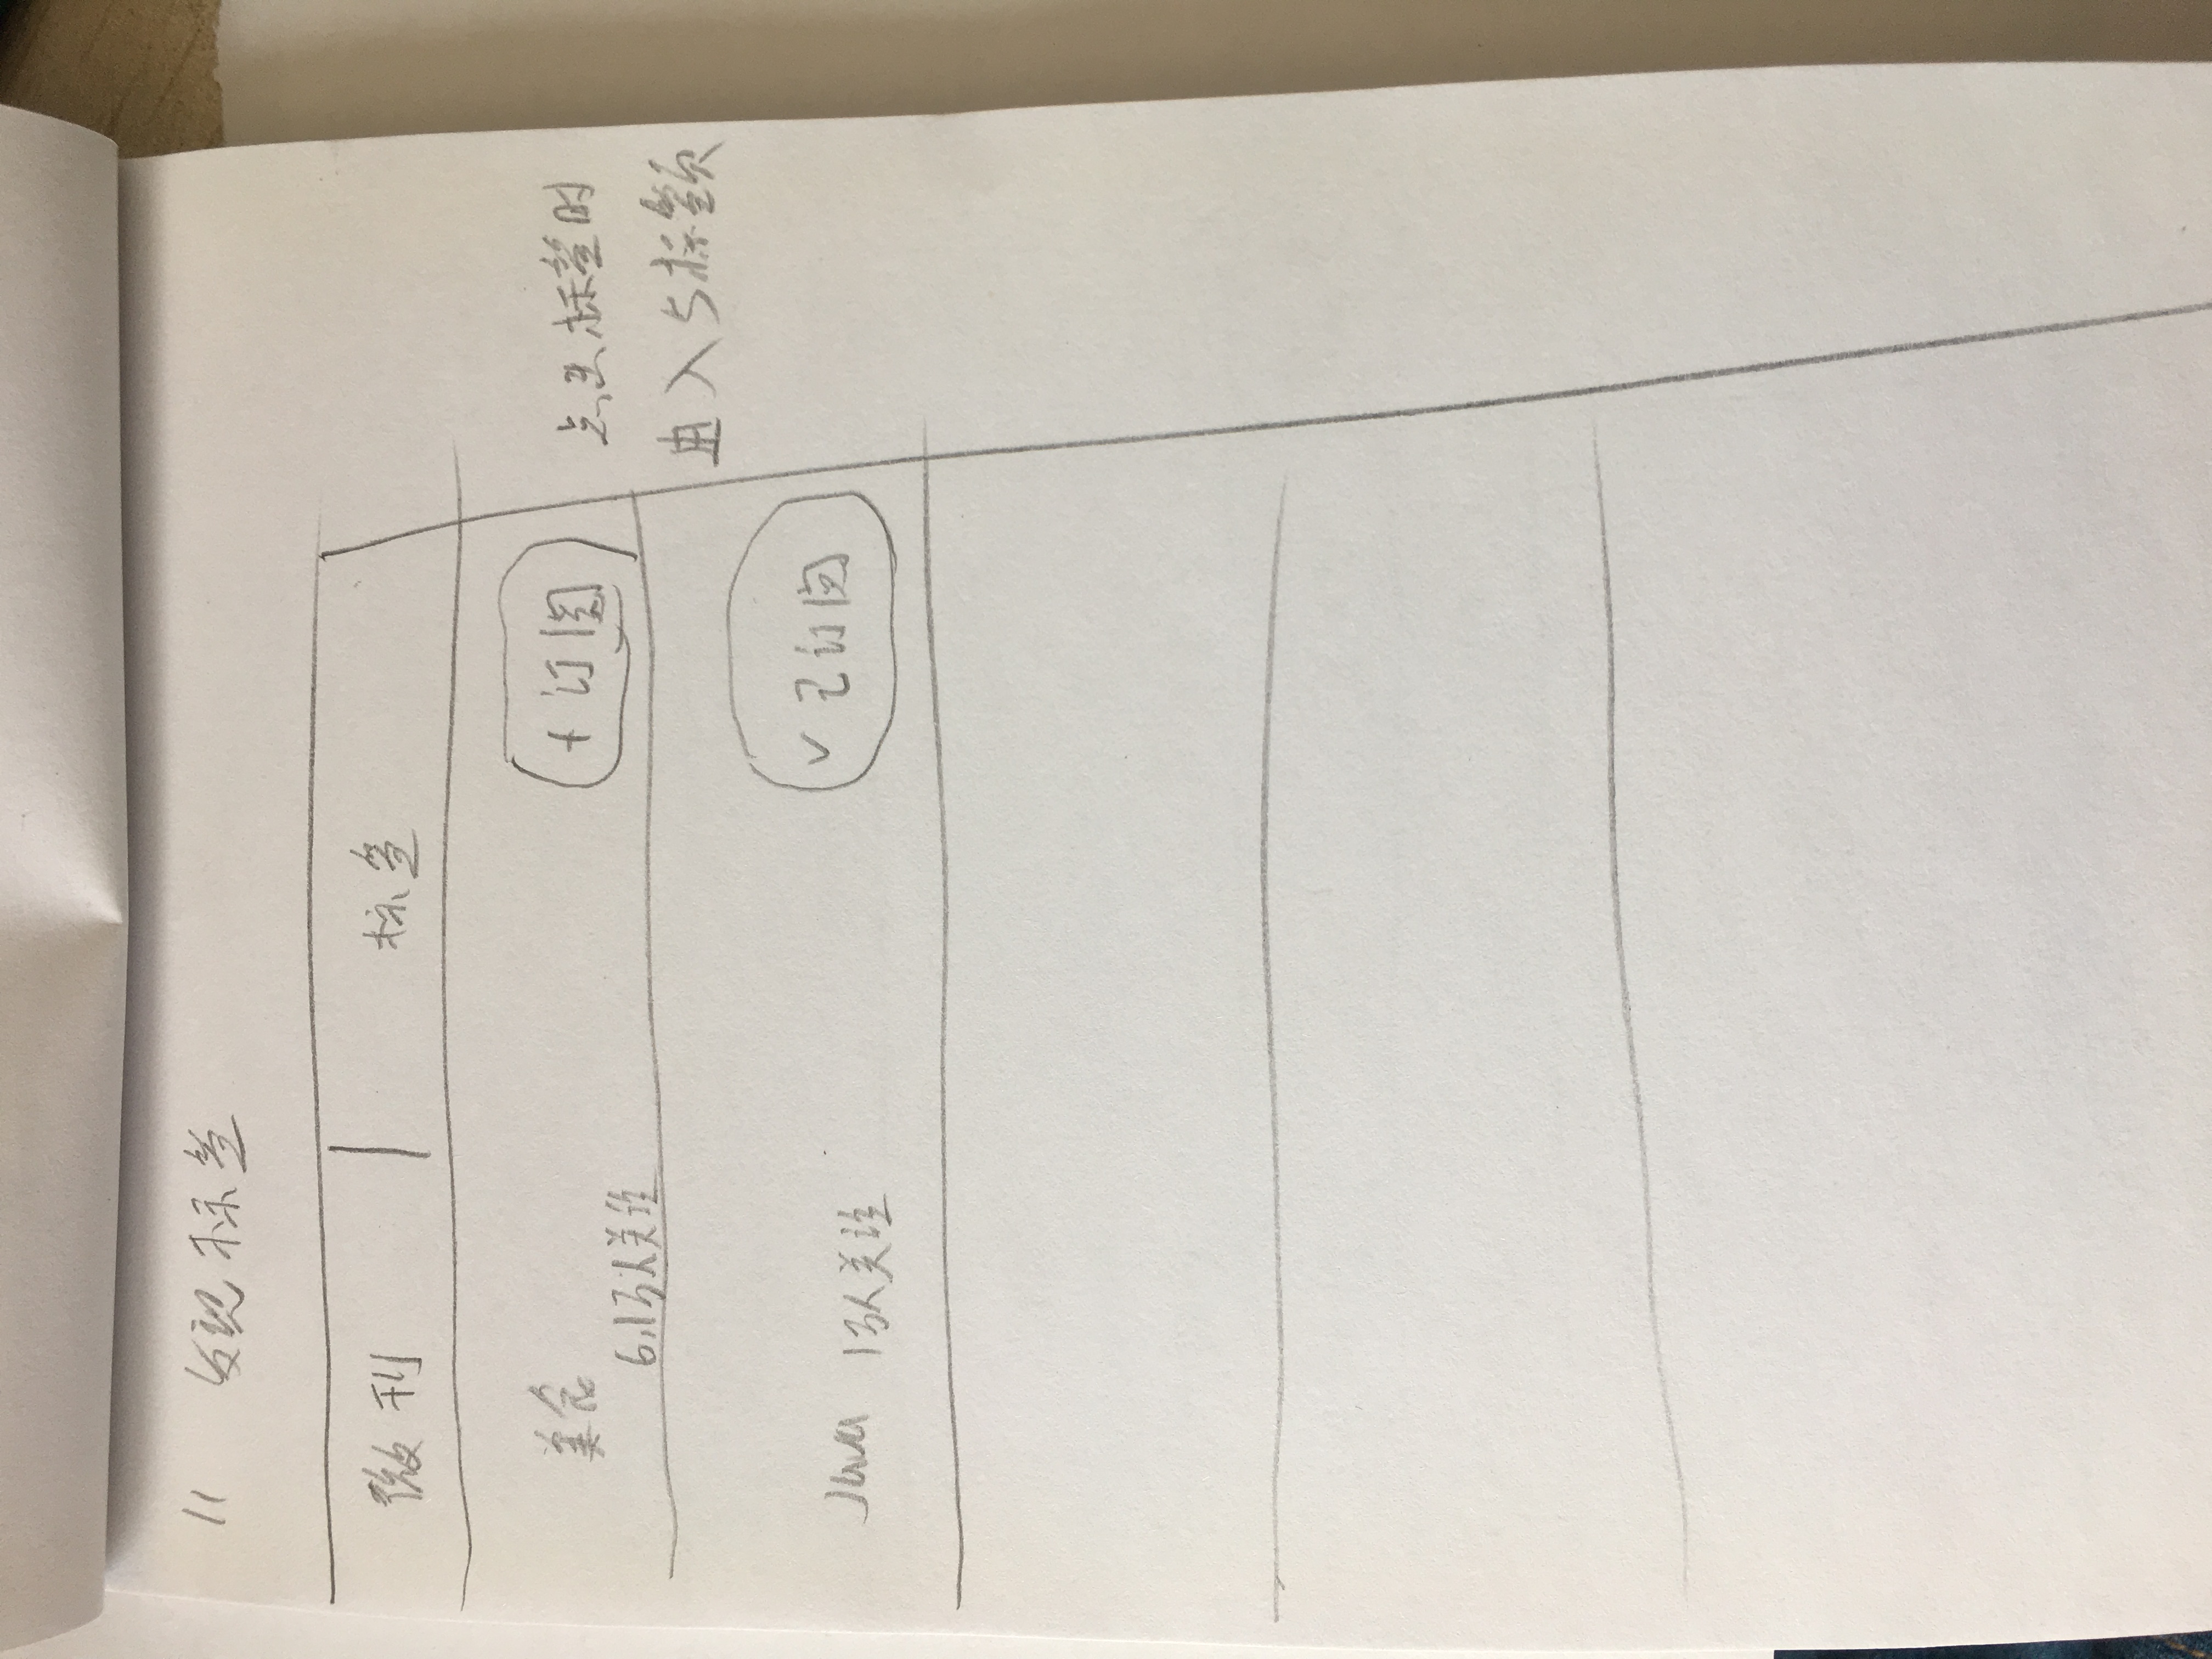 11 发现标签
微刊 标签
美食
6.1万人关注
+ 订阅
Java 1万人关注
✓ 已订阅
点击标签时
进入5标签页